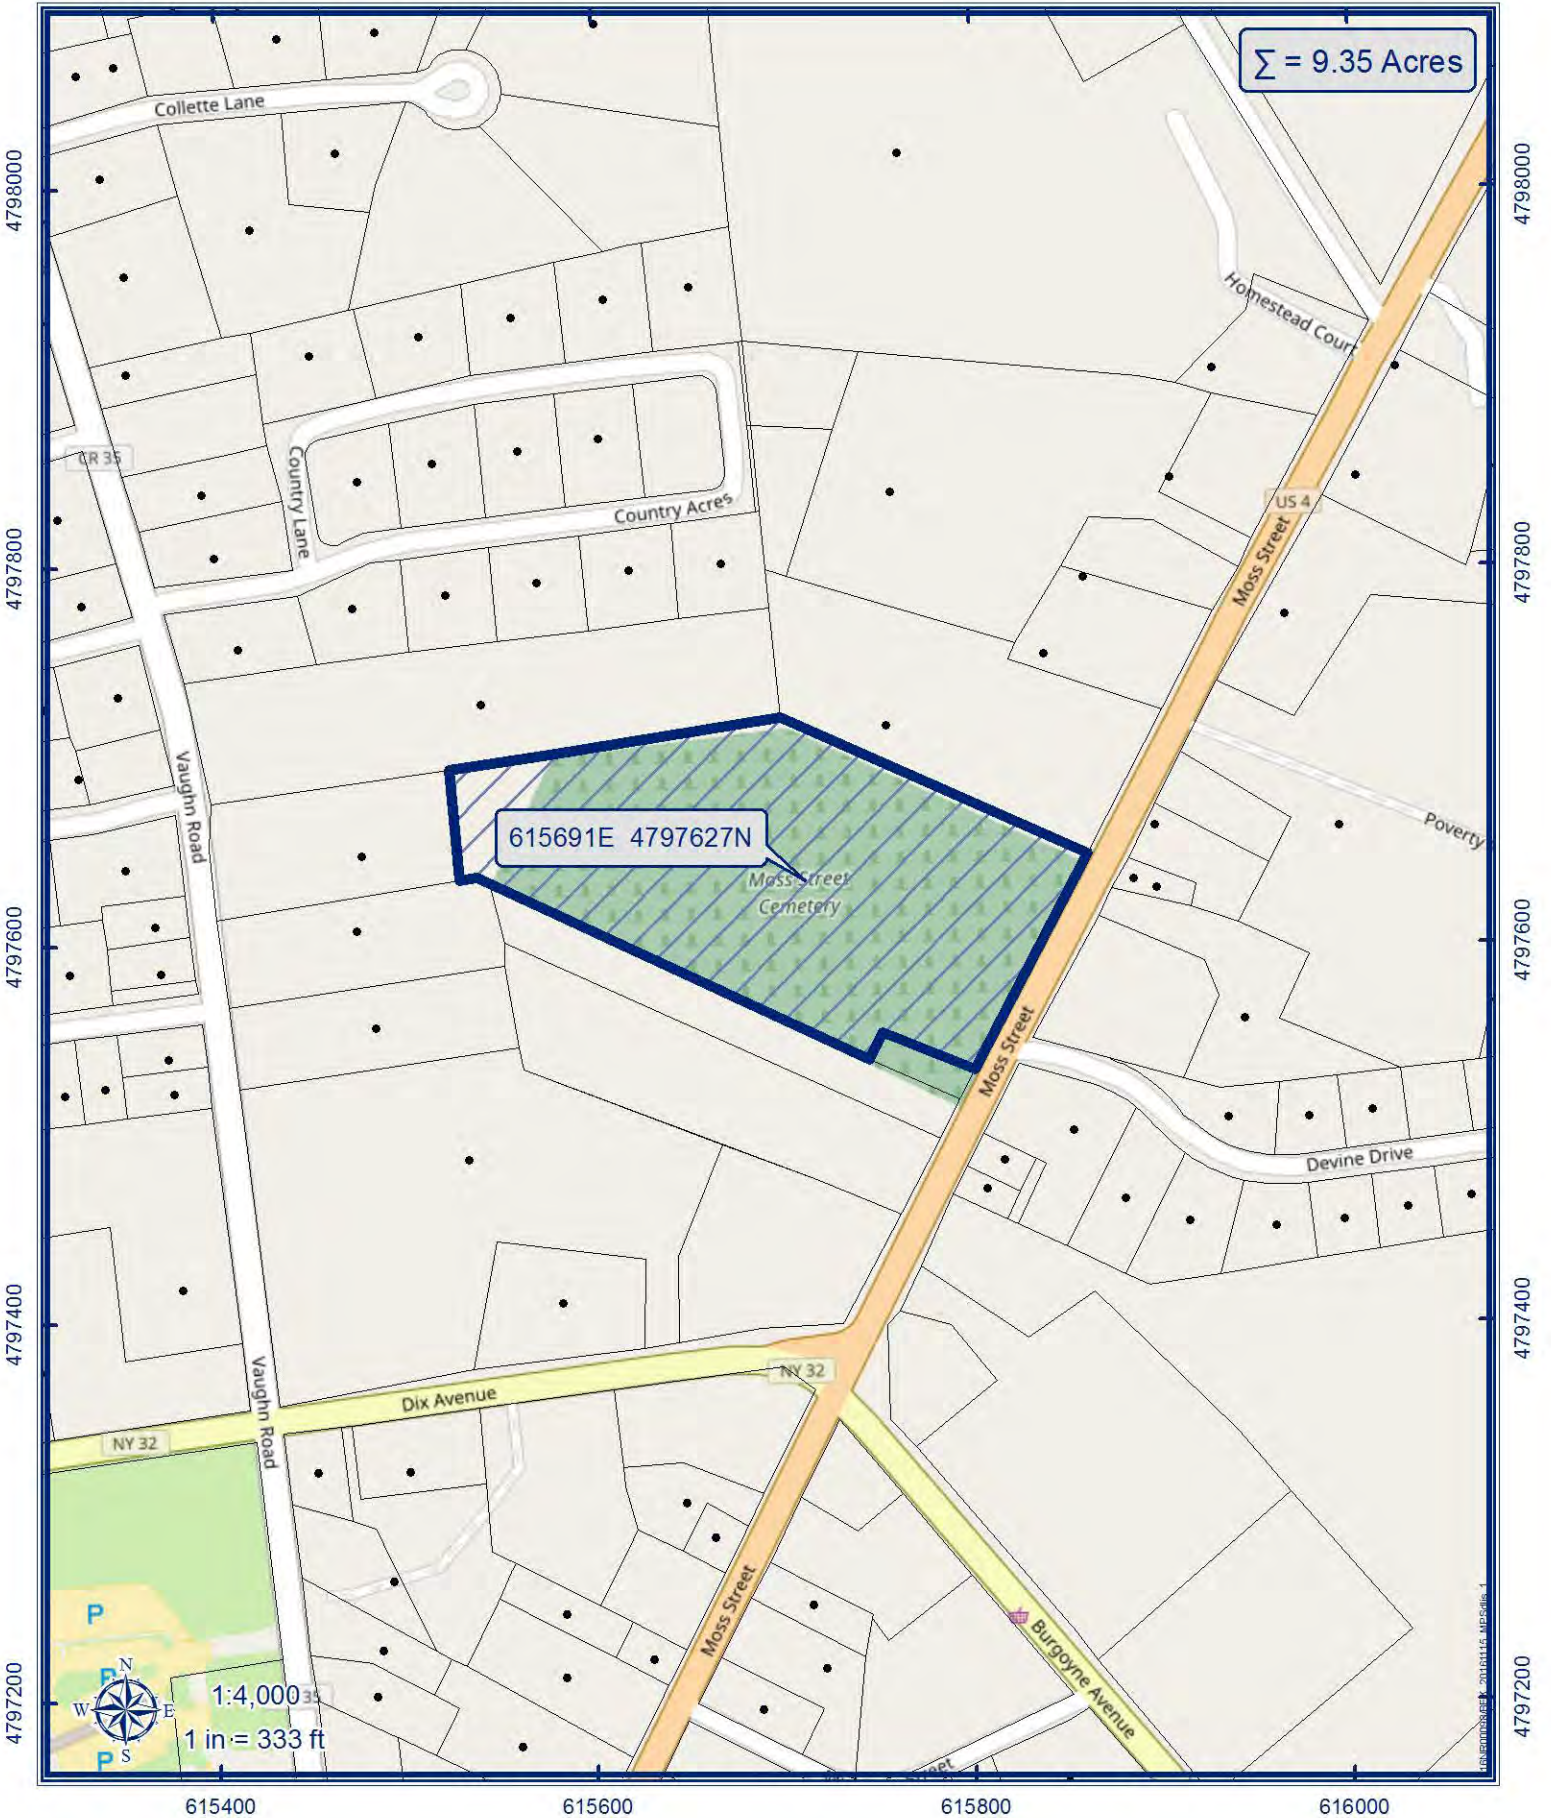 ∑ = 9.35 Acres
Collette Lane
4798000
4798000
Homestead Court
CR 35
Country Lane
Country Acres
US 4
Moss Street
4797800
4797800
Vaughn Road
615691E 4797627N
Moss Street
Cemetery
Poverty
4797600
4797600
Moss Street
Devine Drive
4797400
4797400
NY 32
Dix Avenue
Vaughn Road
NY 32
Moss Street
Burgoyne Avenue
P
P
P
N
W
E
S
1:4,000
35
1 in = 333 ft
4797200
4797200
615400
615600
615800
616000